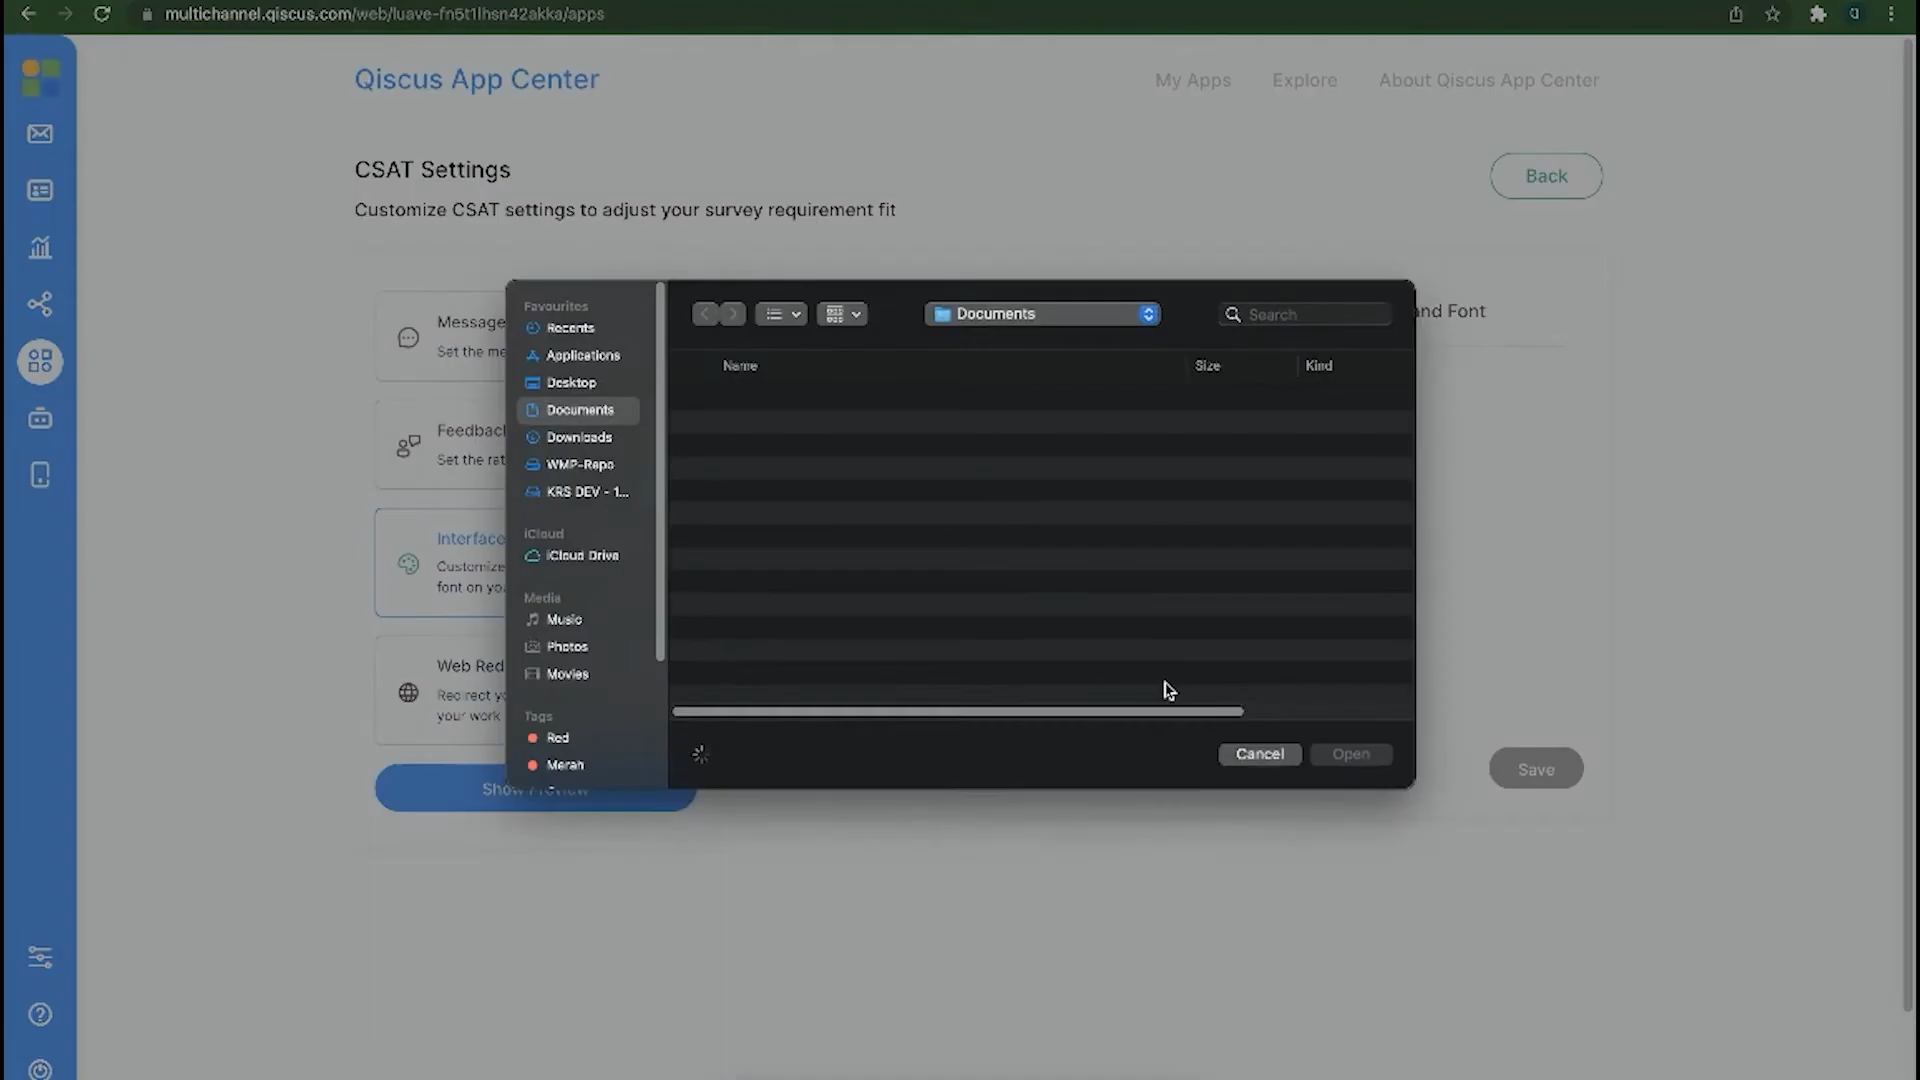 multichannel.qiscus.com/web/luave-fn5t1lhsn42akka/apps
Qiscus App Center
My Apps
Explore
About Qiscus App Center
CSAT Settings
Customize CSAT settings to adjust your survey requirement fit
Back
Message
Set the me
Feedbac
Set the rat
Interface
Customize
font on yo
Web Red
Redirect yo
your work
Show Preview
and Font
Save
Favourites
Recents
Applications
Desktop
Documents
Downloads
WMP-Repo
KRS DEV - 1...
iCloud
iCloud Drive
Media
Music
Photos
Movies
Tags
Red
Merah
Documents
Search
Name
Size
Kind
Cancel
Open